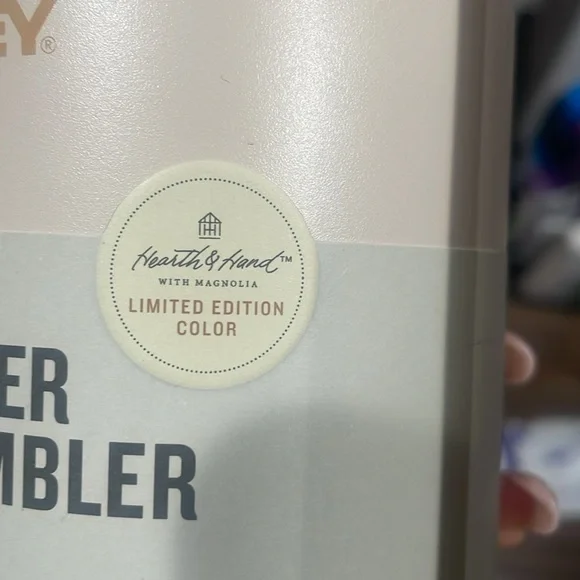 EY®
Hearth & Hand™
WITH MAGNOLIA
LIMITED EDITION
COLOR
ER
MBLER